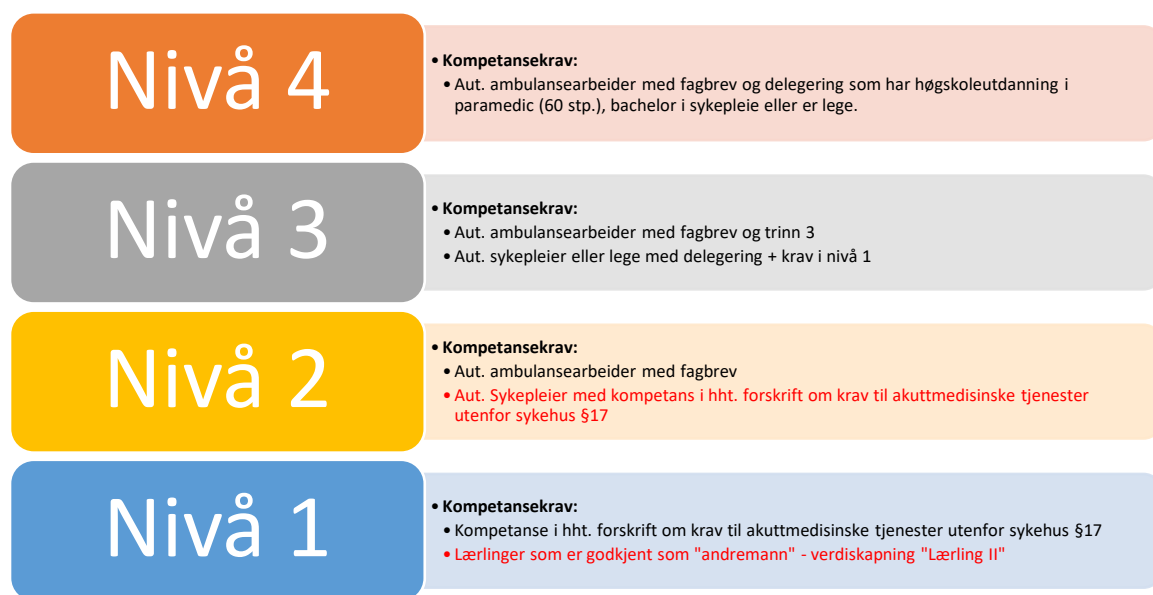 Nivå 4
• Kompetansekrav:
• Aut. ambulansearbeider med fagbrev og delegering som har høgskoleutdanning i
paramedic (60 stp.), bachelor i sykepleie eller er lege.
Nivå 3
• Kompetansekrav:
• Aut. ambulansearbeider med fagbrev og trinn 3
• Aut. sykepleier eller lege med delegering + krav i nivå 1
Nivå 2
• Kompetansekrav:
• Aut. ambulansearbeider med fagbrev
• Aut. Sykepleier med kompetans i hht. forskrift om krav til akuttmedisinske tjenester
utenfor sykehus §17
Nivå 1
• Kompetansekrav:
• Kompetanse i hht. forskrift om krav til akuttmedisinske tjenester utenfor sykehus §17
• Lærlinger som er godkjent som "andremann" - verdiskapning "Lærling II"